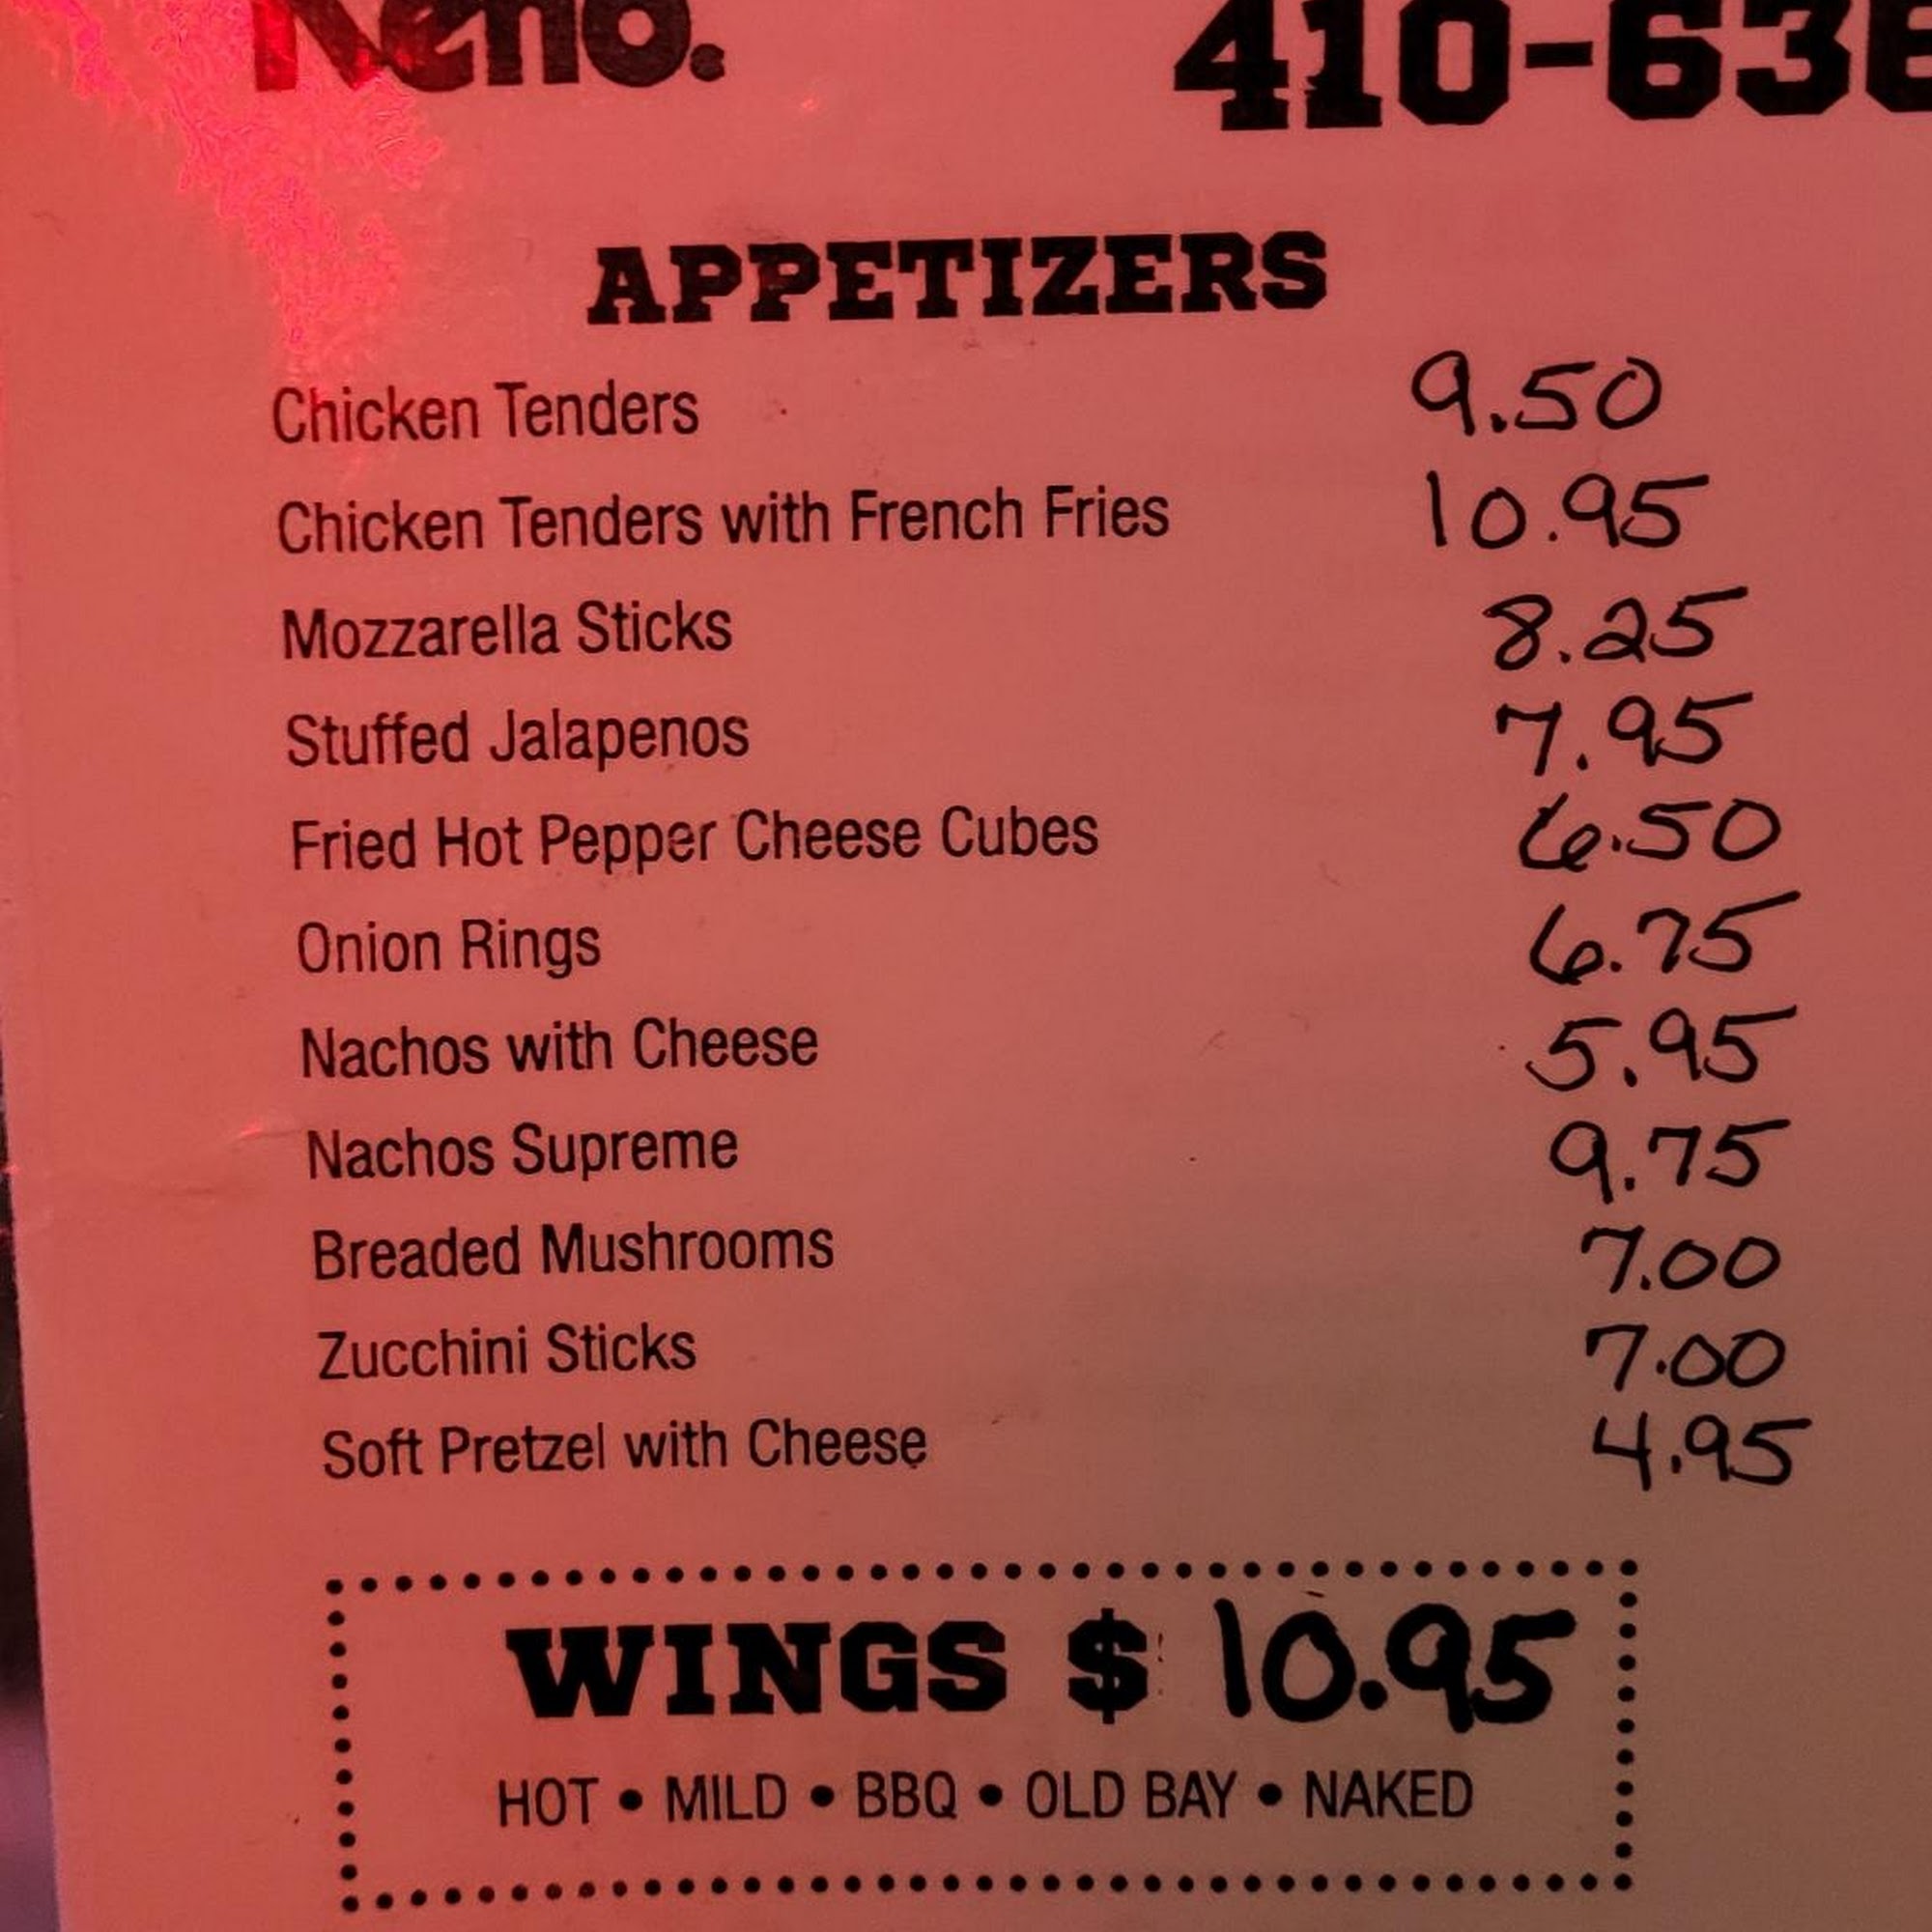 Keno.
410-636
APPETIZERS
Chicken Tenders 9.50
Chicken Tenders with French Fries 10.95
Mozzarella Sticks 8.25
Stuffed Jalapenos 7.95
Fried Hot Pepper Cheese Cubes 6.50
Onion Rings 6.75
Nachos with Cheese 5.95
Nachos Supreme 9.75
Breaded Mushrooms 7.00
Zucchini Sticks 7.00
Soft Pretzel with Cheese 4.95
WINGS $ 10.95
HOT • MILD • BBQ • OLD BAY • NAKED